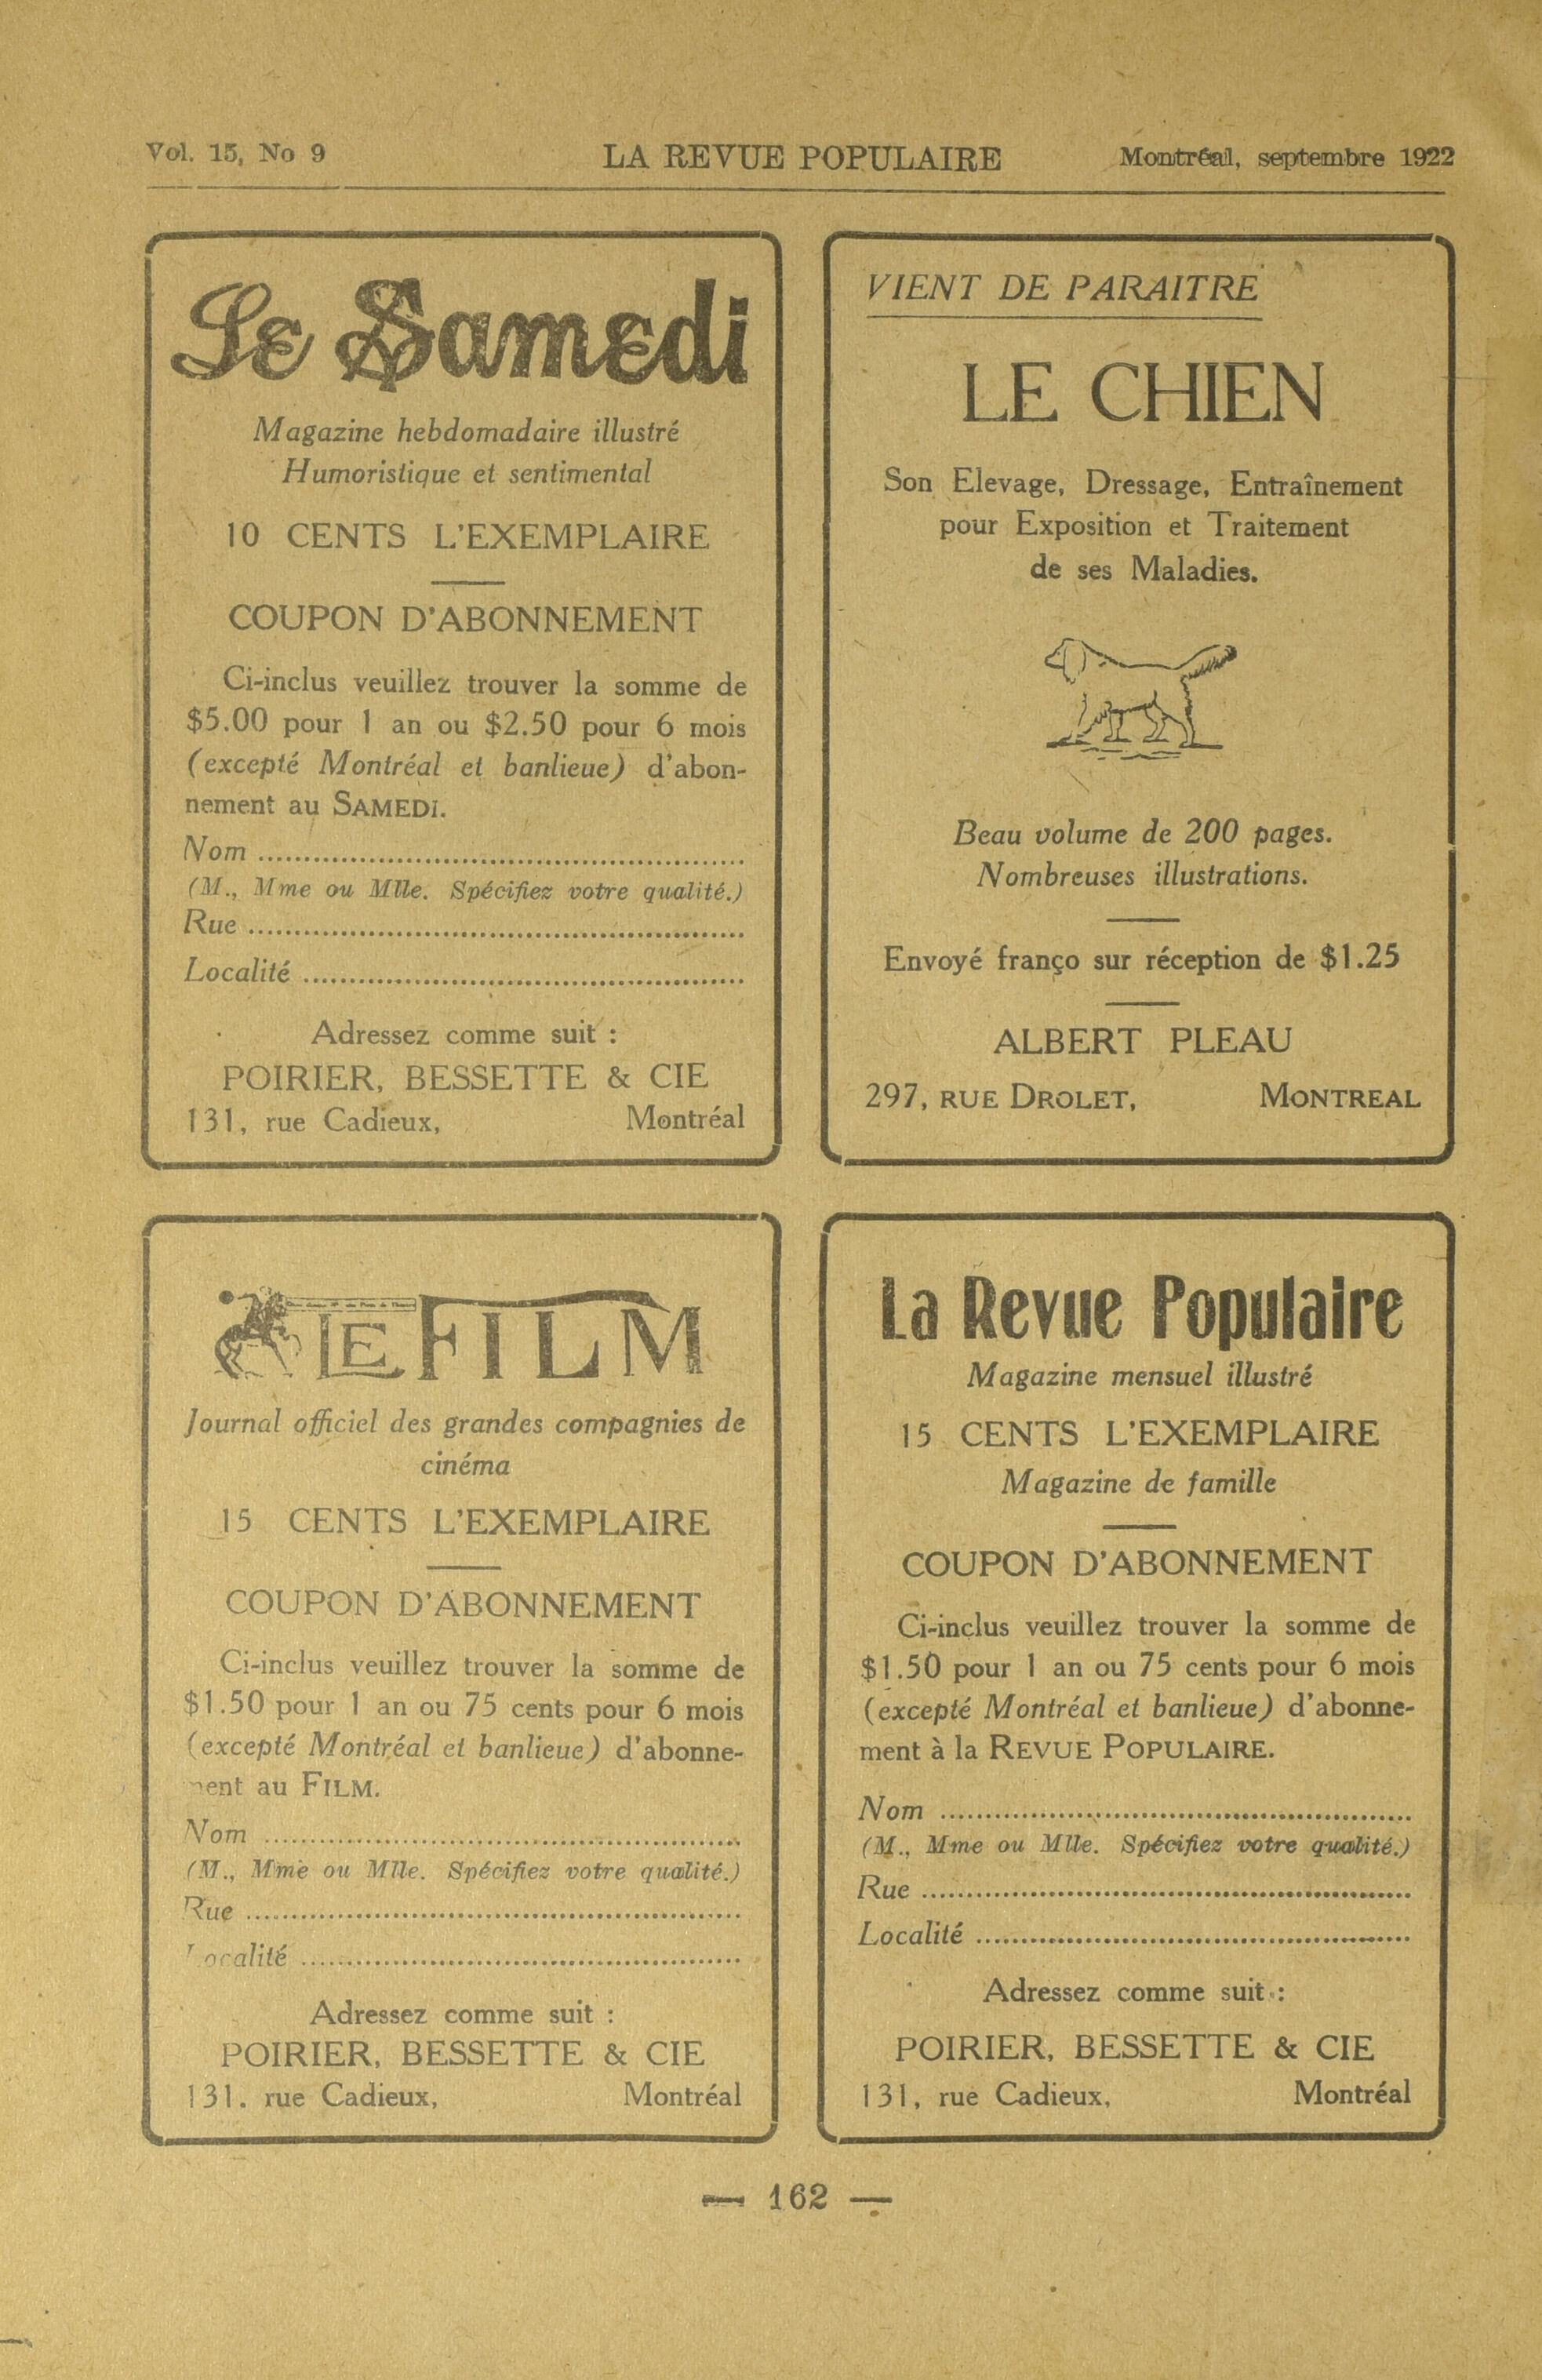 Vol. 15, No 9 LA REVUE POPULAIRE Montréal, septembre 1922
Le Samedi
Magazine hebdomadaire illustré
Humoristique et sentimental
10 CENTS L'EXEMPLAIRE
COUPON D'ABONNEMENT
Ci-inclus veuillez trouver la somme de
$5.00 pour 1 an ou $2.50 pour 6 mois
(excepté Montréal et banlieue) d'abon-
nement au SAMEDI.
Nom
(M., Mme ou Mlle. Spécifiez votre qualité.)
Rue
Localité
Adressez comme suit :
POIRIER, BESSETTE & CIE
131, rue Cadieux, Montréal
VIENT DE PARAITRE
LE CHIEN
Son Elevage, Dressage, Entraînement
pour Exposition et Traitement
de ses Maladies.
Beau volume de 200 pages.
Nombreuses illustrations.
Envoyé franço sur réception de $1.25
ALBERT PLEAU
297, RUE DROLET, MONTREAL
LE FILM
Journal officiel des grandes compagnies de
cinéma
15 CENTS L'EXEMPLAIRE
COUPON D'ABONNEMENT
Ci-inclus veuillez trouver la somme de
$1.50 pour 1 an ou 75 cents pour 6 mois
(excepté Montréal et banlieue) d'abonne-
ment au FILM.
Nom
(M., Mme ou Mlle. Spécifiez votre qualité.)
Rue
Localité
Adressez comme suit :
POIRIER, BESSETTE & CIE
131. rue Cadieux, Montréal
La Revue Populaire
Magazine mensuel illustré
15 CENTS L'EXEMPLAIRE
Magazine de famille
COUPON D'ABONNEMENT
Ci-inclus veuillez trouver la somme de
$1.50 pour 1 an ou 75 cents pour 6 mois
(excepté Montréal et banlieue) d'abonne-
ment à la REVUE POPULAIRE.
Nom
(M., Mme ou Mlle. Spécifiez votre qualité.)
Rue
Localité
Adressez comme suit :
POIRIER, BESSETTE & CIE
131, rue Cadieux, Montréal
— 162 —